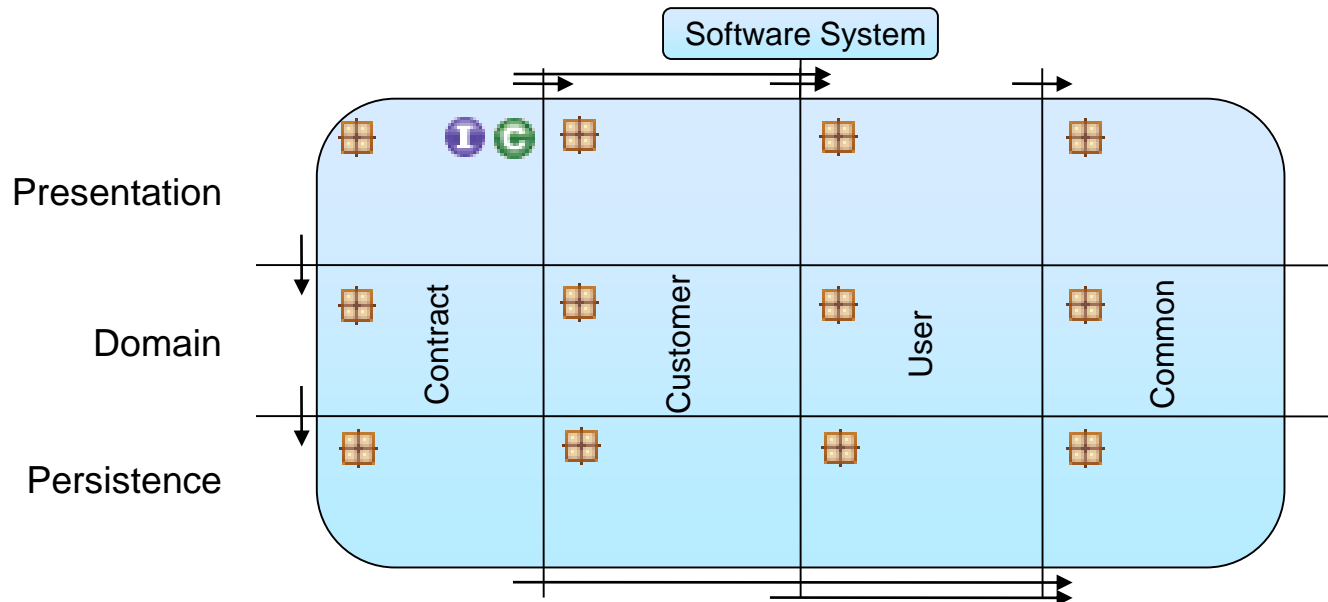 Software System
I
C
Presentation
Domain
Contract
Customer
User
Common
Persistence